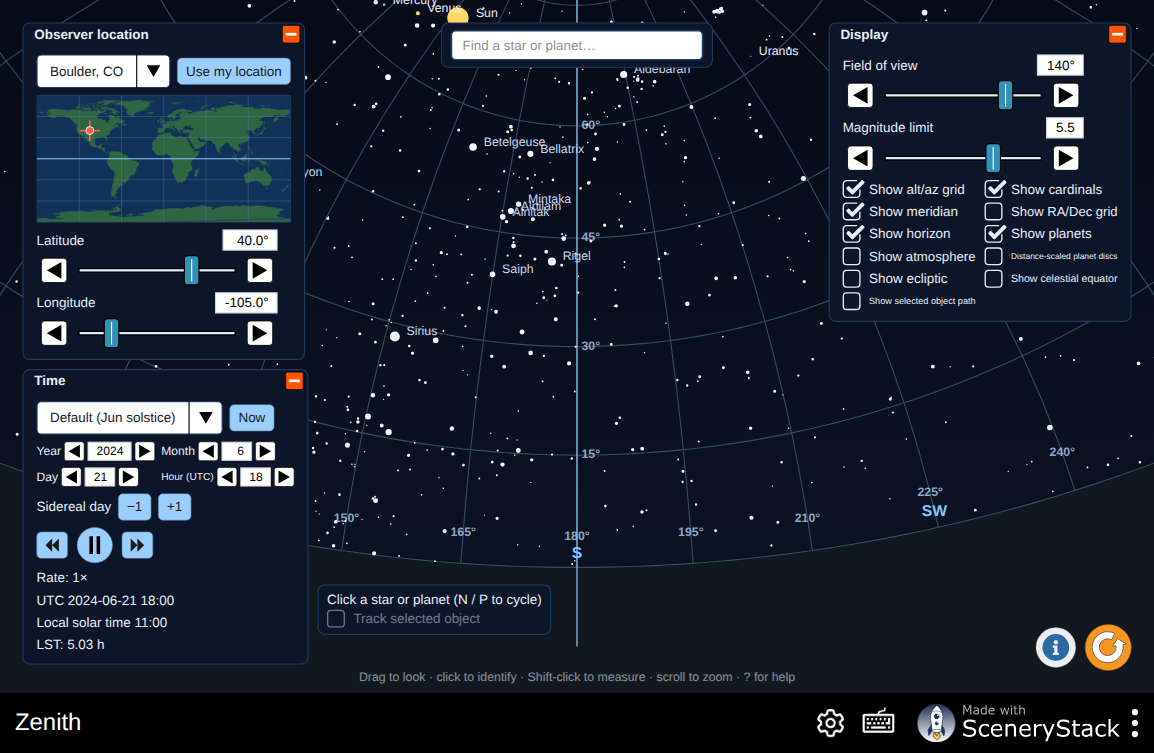 Mercury
Venus
Sun
Observer location
Boulder, CO
Use my location
Latitude
40.0°
Longitude
-105.0°
Find a star or planet…
Aldebaran
Uranus
60°
Betelgeuse
Bellatrix
yon
Mintaka
Alnilam
Alnitak
45°
Rigel
Saiph
Sirius
30°
15°
150°
165°
180°
S
195°
210°
225°
SW
240°
Display
Field of view
140°
Magnitude limit
5.5
Show alt/az grid
Show cardinals
Show meridian
Show RA/Dec grid
Show horizon
Show planets
Show atmosphere
Distance-scaled planet discs
Show ecliptic
Show celestial equator
Show selected object path
Time
Default (Jun solstice)
Now
Year 2024 Month 6
Day 21 Hour (UTC) 18
Sidereal day −1 +1
Rate: 1×
UTC 2024-06-21 18:00
Local solar time 11:00
LST: 5.03 h
Click a star or planet (N / P to cycle)
Track selected object
Drag to look · click to identify · Shift-click to measure · scroll to zoom · ? for help
Zenith
Made with
SceneryStack